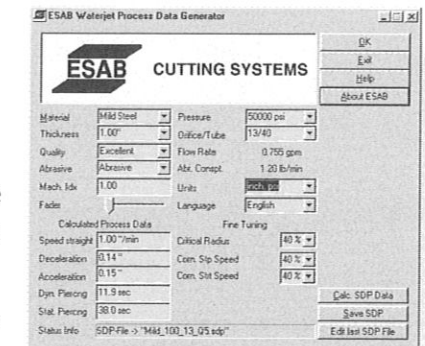 ESAB Waterjet Process Data Generator
ESAB CUTTING SYSTEMS
OK
Exit
Help
About ESAB
Material Mild Steel Pressure 50000 psi
Thickness 1.00" Orifice/Tube 13/40
Quality Excellent Flow Rate 0.755 gpm
Abrasive Abrasive Abr. Conspt. 1.20 lb/min
Mach. Idx 1.00 Units inch, psi
Fader Language English
Calculated Process Data Fine Tuning
Speed straight 1.00 "/min Critical Radius 40 %
Deceleration 0.14 " Corn. Stp Speed 40 %
Acceleration 0.15 " Corn. Stt Speed 40 %
Dyn. Piercing 11.9 sec Calc. SDP Data
Stat. Piercing 38.0 sec Save SDP
Status Info SDP-File -> "Mild_100_13_Q5.sdp" Edit last SDP File